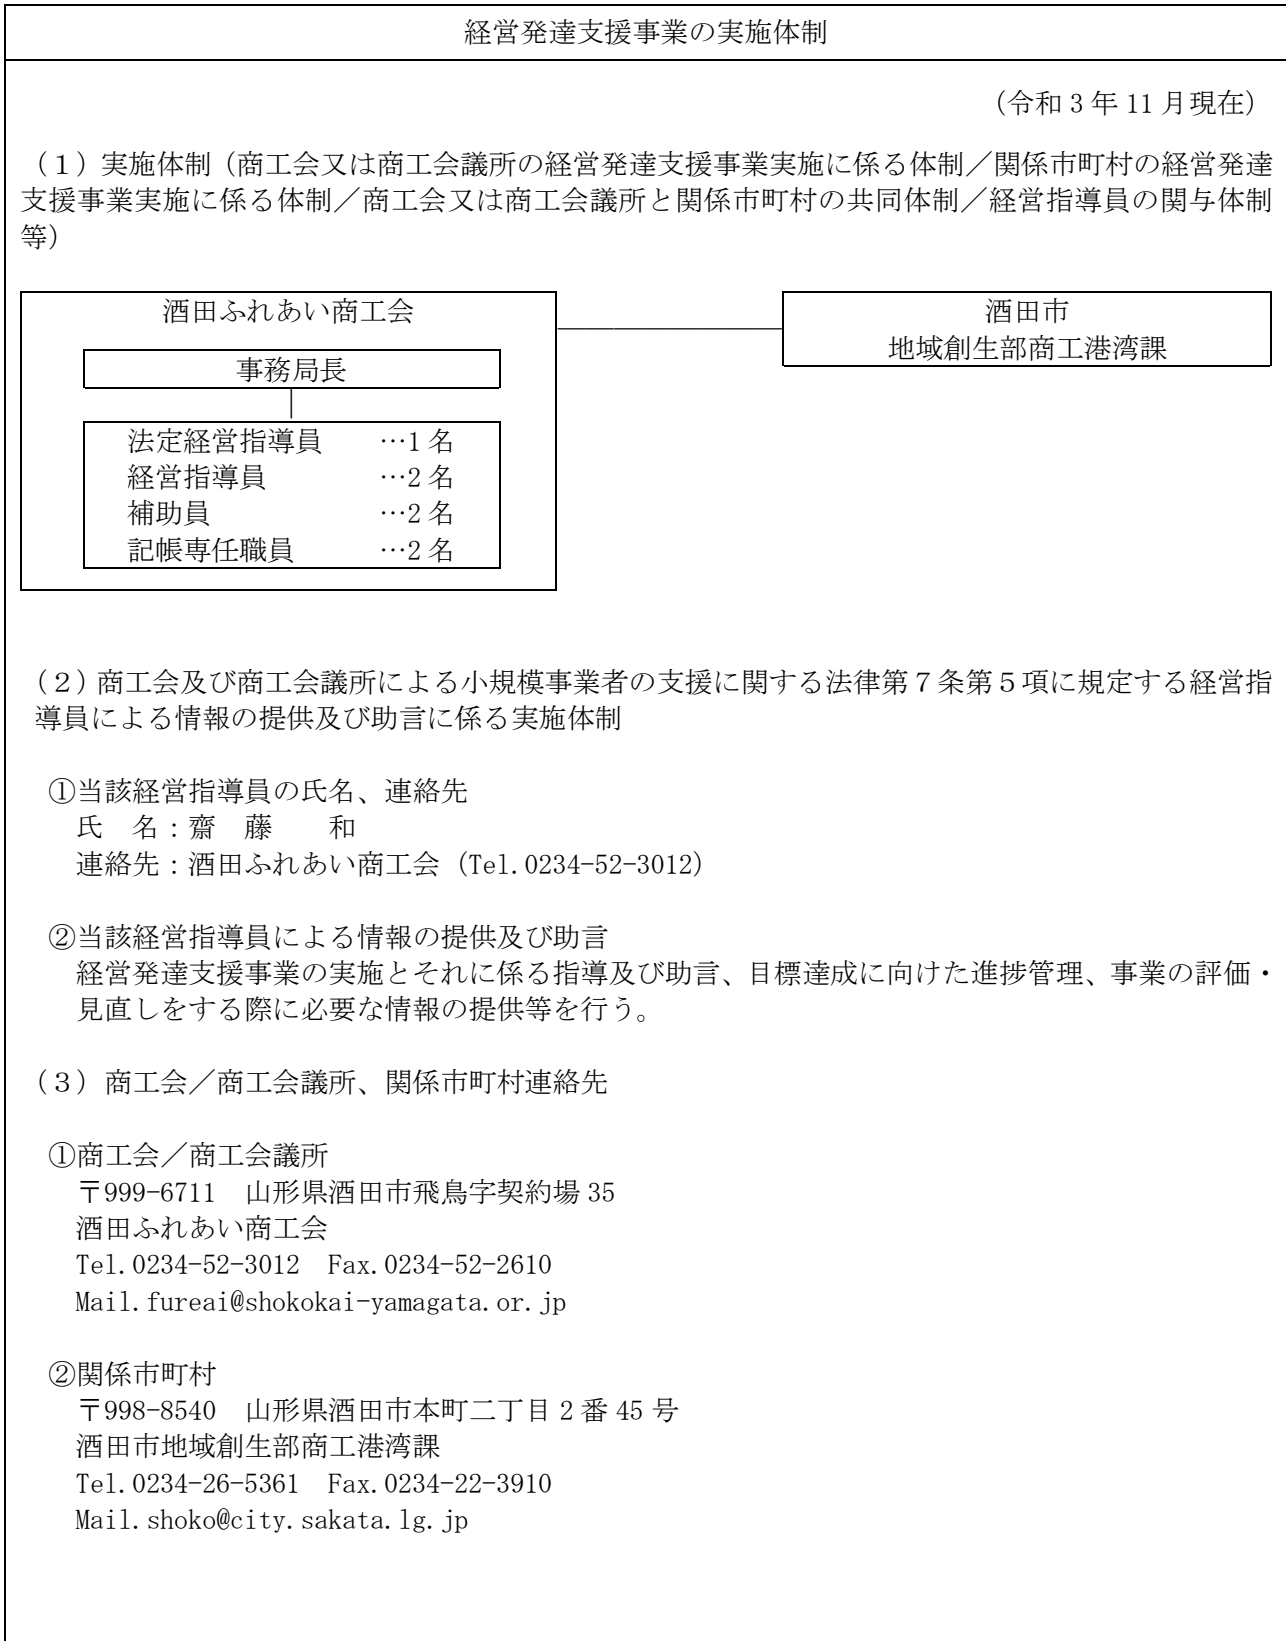 経営発達支援事業の実施体制
（令和 3 年 11 月現在）
（１）実施体制（商工会又は商工会議所の経営発達支援事業実施に係る体制／関係市町村の経営発達
支援事業実施に係る体制／商工会又は商工会議所と関係市町村の共同体制／経営指導員の関与体制
等）
酒田ふれあい商工会
事務局長
法定経営指導員 …1 名
経営指導員 …2 名
補助員 …2 名
記帳専任職員 …2 名
酒田市
地域創生部商工港湾課
（２）商工会及び商工会議所による小規模事業者の支援に関する法律第７条第５項に規定する経営指
導員による情報の提供及び助言に係る実施体制
①当該経営指導員の氏名、連絡先
氏　名：齋　藤　　和
連絡先：酒田ふれあい商工会（Tel.0234-52-3012）
②当該経営指導員による情報の提供及び助言
経営発達支援事業の実施とそれに係る指導及び助言、目標達成に向けた進捗管理、事業の評価・
見直しをする際に必要な情報の提供等を行う。
（３）商工会／商工会議所、関係市町村連絡先
①商工会／商工会議所
〒999-6711　山形県酒田市飛鳥字契約場 35
酒田ふれあい商工会
Tel.0234-52-3012　Fax.0234-52-2610
Mail.fureai@shokokai-yamagata.or.jp
②関係市町村
〒998-8540　山形県酒田市本町二丁目 2 番 45 号
酒田市地域創生部商工港湾課
Tel.0234-26-5361　Fax.0234-22-3910
Mail.shoko@city.sakata.lg.jp